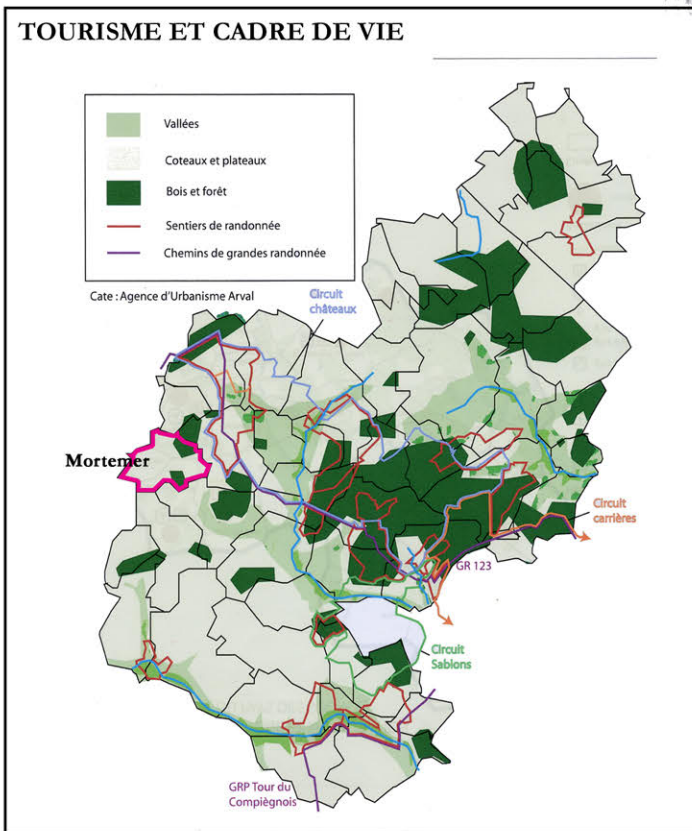 TOURISME ET CADRE DE VIE
Vallées
Coteaux et plateaux
Bois et forêt
Sentiers de randonnée
Chemins de grandes randonnée
Cate : Agence d'Urbanisme Arval
Circuit
châteaux
Mortemer
Circuit
carrières
GR 123
Circuit
Sablons
GRP Tour du
Compiègnois